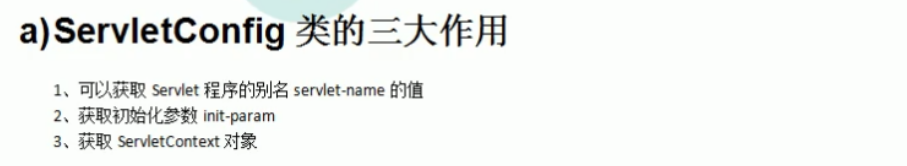 a)ServletConfig 类的三大作用
1、可以获取 Servlet 程序的别名 servlet-name 的值
2、获取初始化参数 init-param
3、获取 ServletContext 对象